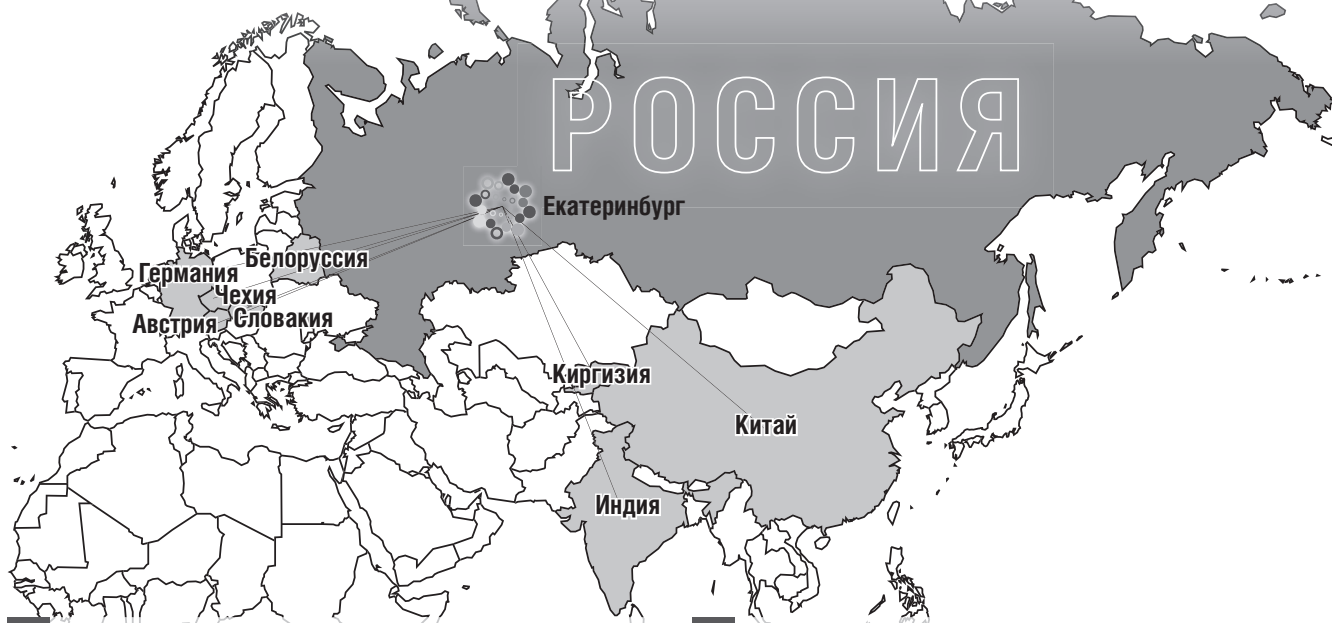 РОССИЯ
Екатеринбург
Белоруссия
Германия
Чехия
Австрия
Словакия
Киргизия
Китай
Индия